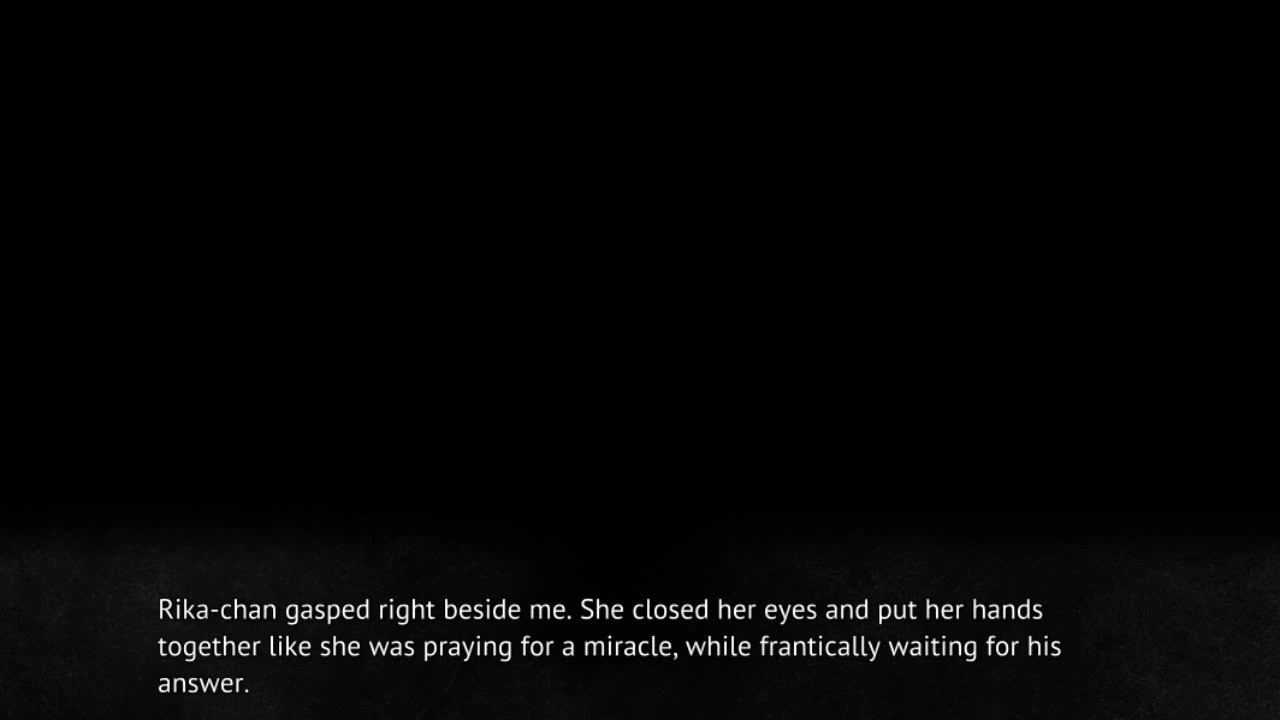 Rika-chan gasped right beside me. She closed her eyes and put her hands
together like she was praying for a miracle, while frantically waiting for his
answer.